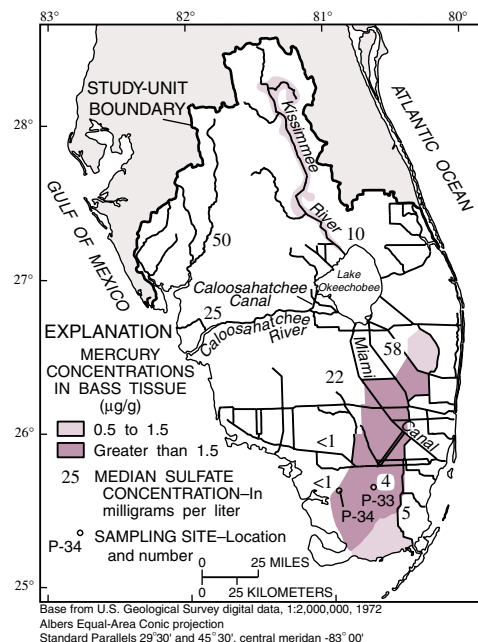 83°
82°
81°
80°
STUDY-UNIT
BOUNDARY
28°
Kissimmee
River
ATLANTIC OCEAN
GULF OF MEXICO
50
10
27°
Lake
Okeechobee
Caloosahatchee
Canal
25
Caloosahatchee
River
Miami
Canal
58
22
EXPLANATION
MERCURY
CONCENTRATIONS
IN BASS TISSUE
(µg/g)
0.5 to 1.5
Greater than 1.5
26°
<1
25 MEDIAN SULFATE
CONCENTRATION–In
milligrams per liter
<1
4
P-33
P-34
5
P-34 SAMPLING SITE–Location
and number
0 25 MILES
0 25 KILOMETERS
25°
Base from U.S. Geological Survey digital data, 1:2,000,000, 1972
Albers Equal-Area Conic projection
Standard Parallels 29°30' and 45°30', central meridan -83°00'